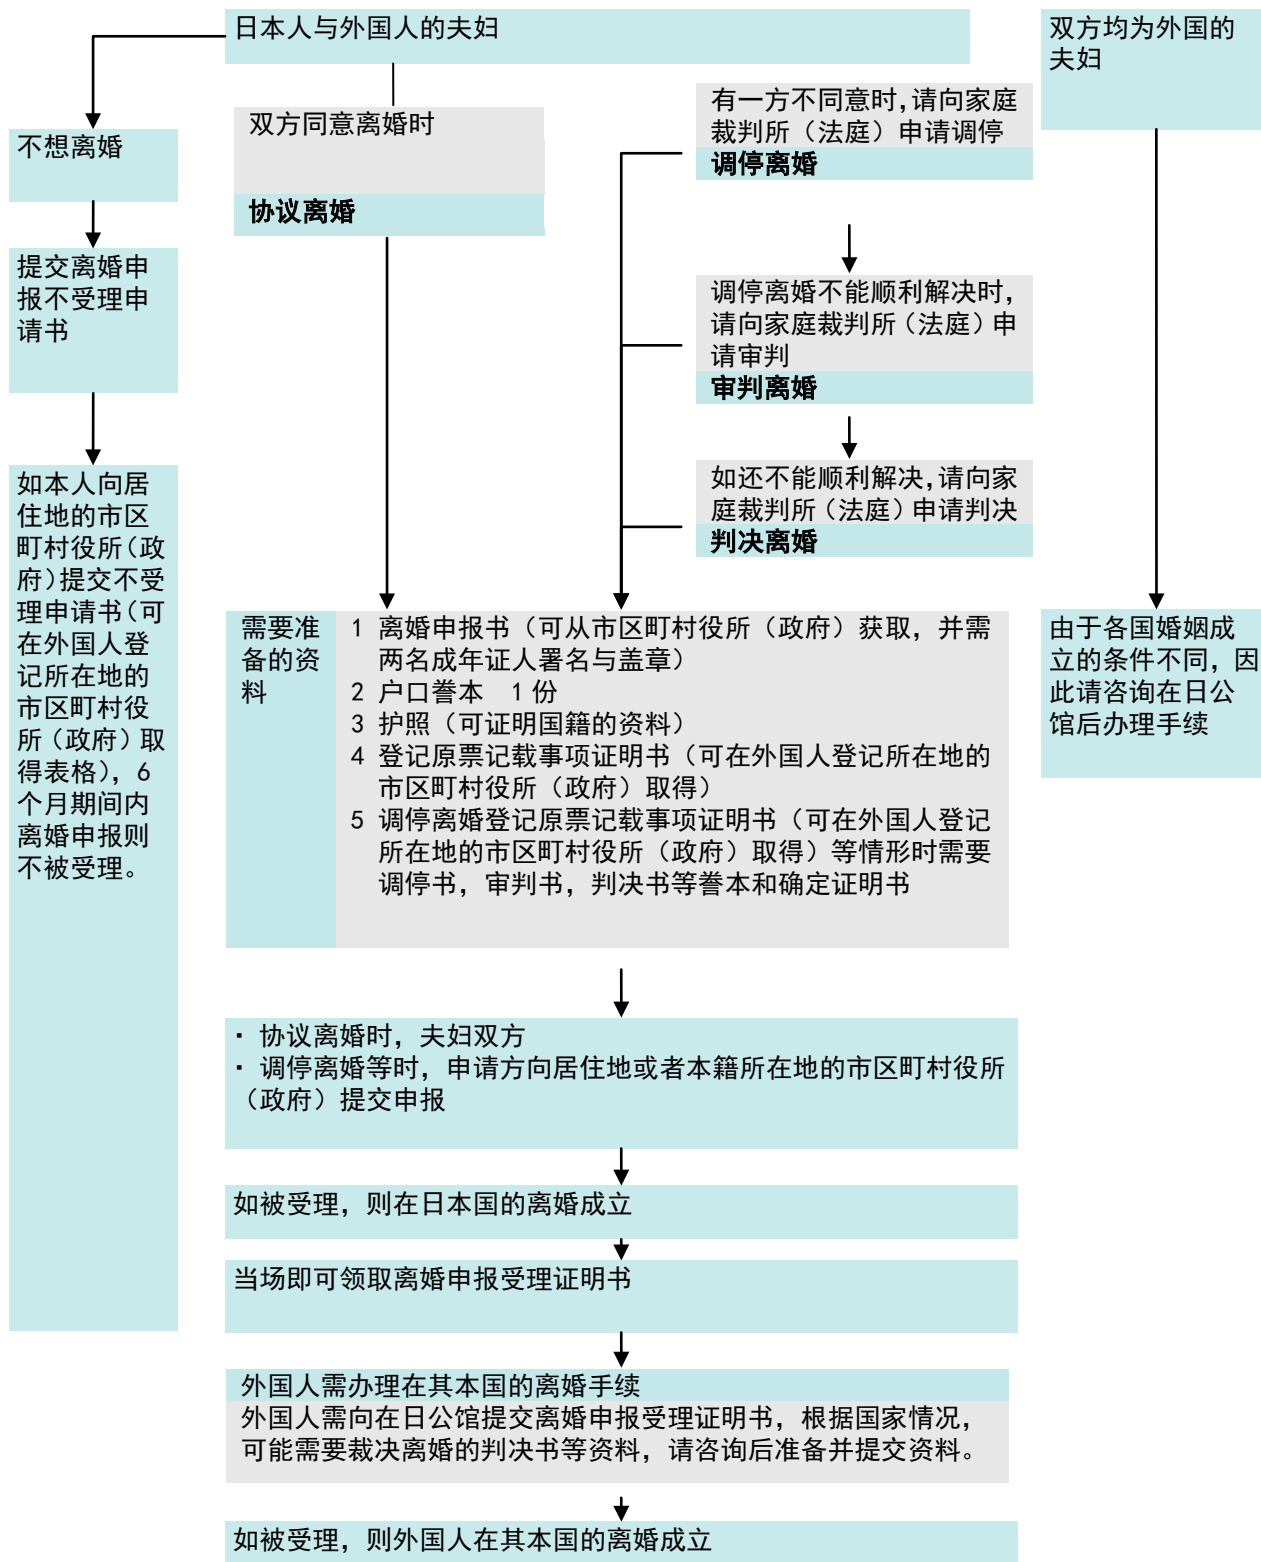 日本人与外国人的夫妇
双方均为外国的
夫妇
不想离婚
双方同意离婚时
协议离婚
有一方不同意时，请向家庭
裁判所（法庭）申请调停
调停离婚
提交离婚申
报不受理申
请书
调停离婚不能顺利解决时，
请向家庭裁判所（法庭）申
请审判
审判离婚
如还不能顺利解决，请向家
庭裁判所（法庭）申请判决
判决离婚
如本人向居
住地的市区
町村役所（政
府）提交不受
理申请书（可
在外国人登
记所在地的
市区町村役
所（政府）取
得表格），6
个月期间内
离婚申报则
不被受理。
需要准
备的资
料
1 离婚申报书（可从市区町村役所（政府）获取，并需
两名成年证人署名与盖章）
2 户口誊本 1 份
3 护照（可证明国籍的资料）
4 登记原票记载事项证明书（可在外国人登记所在地的
市区町村役所（政府）取得）
5 调停离婚登记原票记载事项证明书（可在外国人登记
所在地的市区町村役所（政府）取得）等情形时需要
调停书，审判书，判决书等誊本和确定证明书
由于各国婚姻成
立的条件不同，因
此请咨询在日公
馆后办理手续
· 协议离婚时，夫妇双方
· 调停离婚等时，申请方向居住地或者本籍所在地的市区町村役所
（政府）提交申报
如被受理，则在日本国的离婚成立
当场即可领取离婚申报受理证明书
外国人需办理在其本国的离婚手续
外国人需向在日公馆提交离婚申报受理证明书，根据国家情况，
可能需要裁决离婚的判决书等资料，请咨询后准备并提交资料。
如被受理，则外国人在其本国的离婚成立